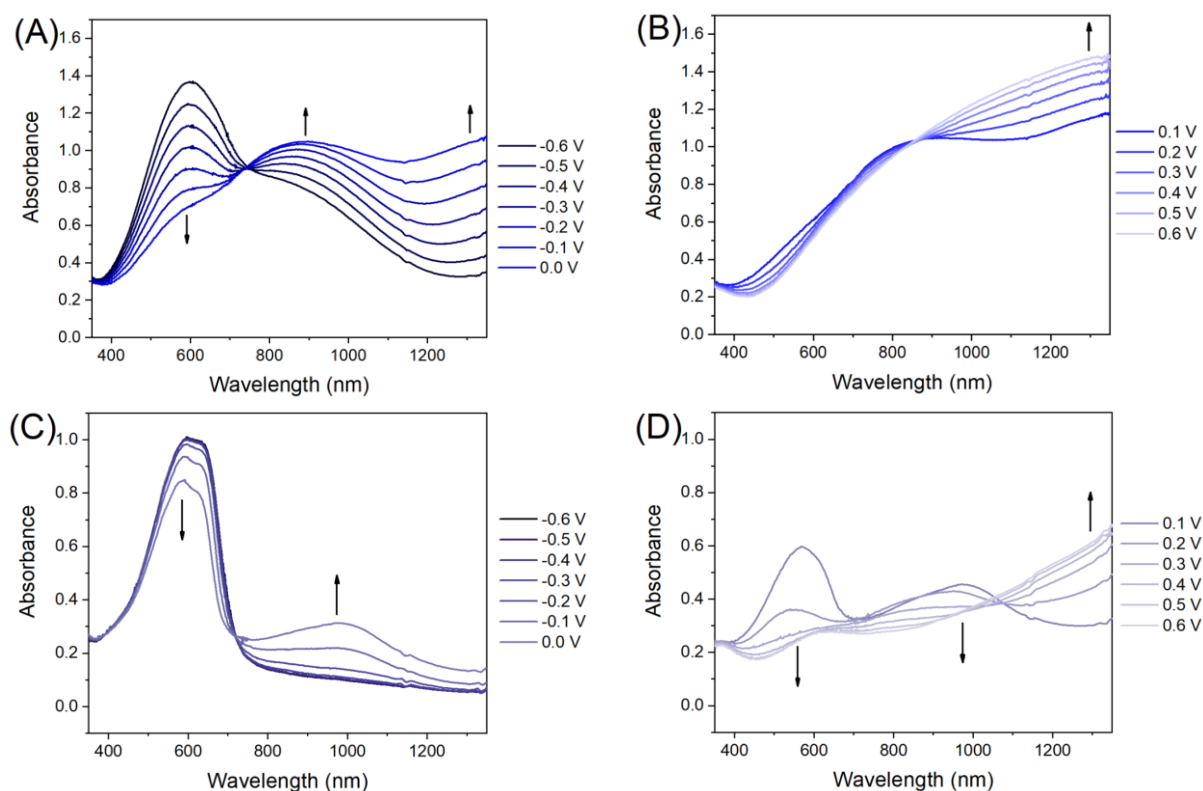 (A)
Absorbance
1.6
1.4
1.2
1.0
0.8
0.6
0.4
0.2
0.0
400 600 800 1000 1200
Wavelength (nm)
-0.6 V
-0.5 V
-0.4 V
-0.3 V
-0.2 V
-0.1 V
0.0 V
(B)
Absorbance
1.6
1.4
1.2
1.0
0.8
0.6
0.4
0.2
0.0
400 600 800 1000 1200
Wavelength (nm)
0.1 V
0.2 V
0.3 V
0.4 V
0.5 V
0.6 V
(C)
Absorbance
1.0
0.8
0.6
0.4
0.2
0.0
400 600 800 1000 1200
Wavelength (nm)
-0.6 V
-0.5 V
-0.4 V
-0.3 V
-0.2 V
-0.1 V
0.0 V
(D)
Absorbance
1.0
0.8
0.6
0.4
0.2
0.0
400 600 800 1000 1200
Wavelength (nm)
0.1 V
0.2 V
0.3 V
0.4 V
0.5 V
0.6 V